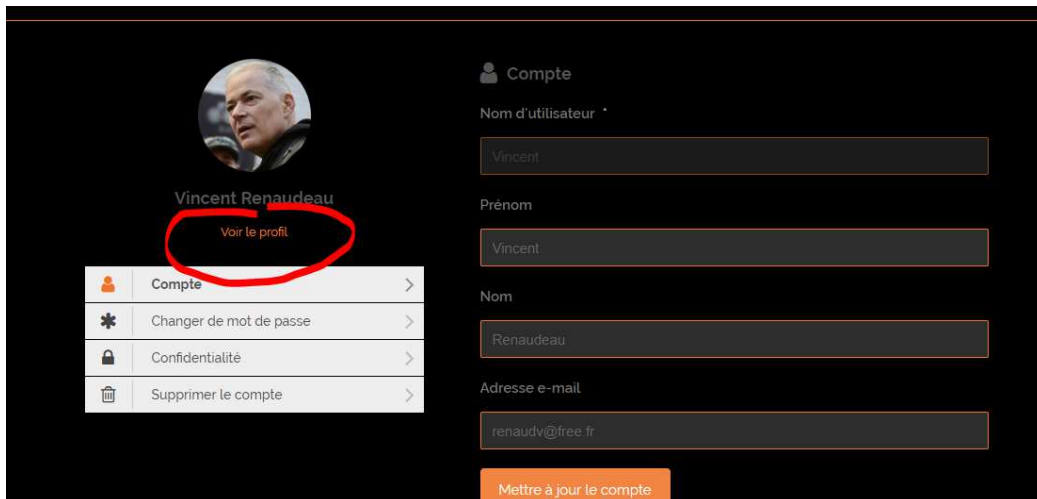 Vincent Renaudeau
Voir le profil
Compte
Changer de mot de passe
Confidentialité
Supprimer le compte
Compte
Nom d'utilisateur *
Vincent
Prénom
Vincent
Nom
Renaudeau
Adresse e-mail
renaudv@free.fr
Mettre à jour le compte